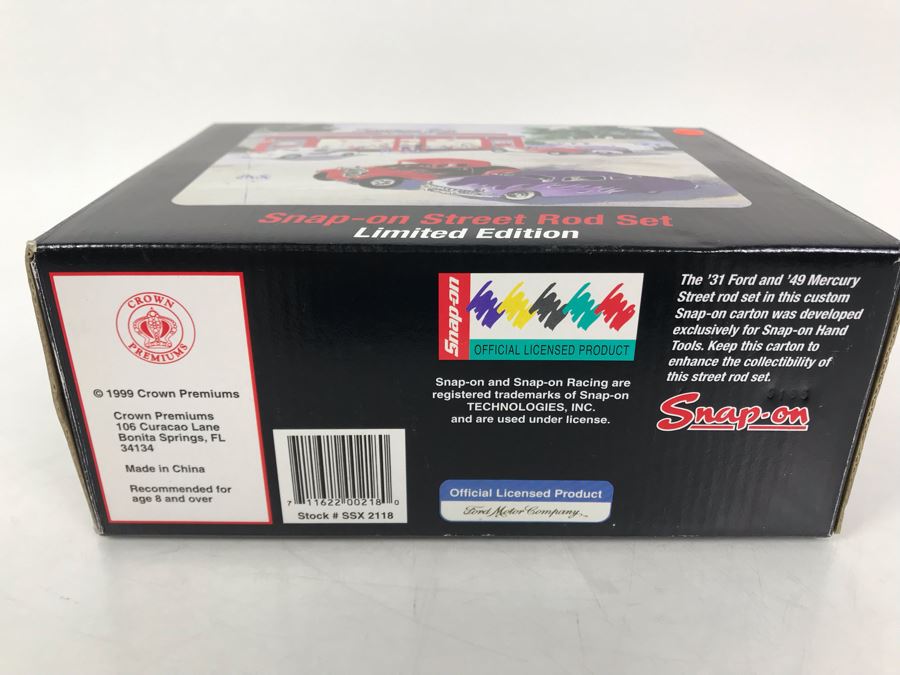 Snap-on Street Rod Set
Limited Edition
CROWN
PREMIUMS
© 1999 Crown Premiums
Crown Premiums
106 Curacao Lane
Bonita Springs, FL
34134
Made in China
Recommended for
age 8 and over
7 11622 00218 0
Stock # SSX 2118
Snap-on
OFFICIAL LICENSED PRODUCT
Snap-on and Snap-on Racing are
registered trademarks of Snap-on
TECHNOLOGIES, INC.
and are used under license.
Official Licensed Product
Ford Motor Company,
The '31 Ford and '49 Mercury
Street rod set in this custom
Snap-on carton was developed
exclusively for Snap-on Hand
Tools. Keep this carton to
enhance the collectibility of
this street rod set.
Snap-on